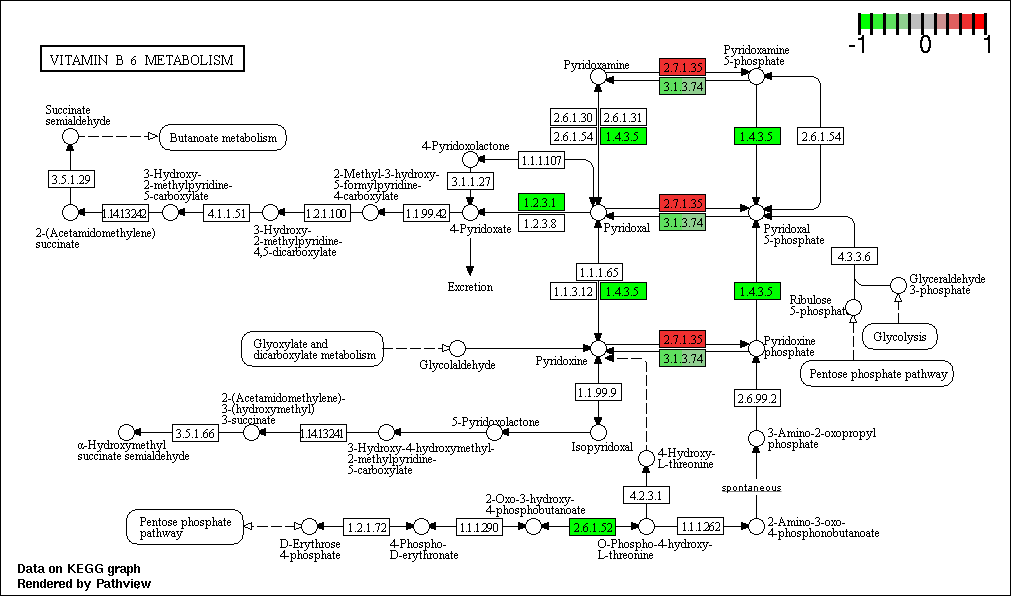 -1 0 1
VITAMIN B 6 METABOLISM
Pyridoxamine
Pyridoxamine
5-phosphate
2.7.1.35
3.1.3.74
Succinate
semialdehyde
Butanoate metabolism
2.6.1.30
2.6.1.31
2.6.1.54
1.4.3.5
1.4.3.5
2.6.1.54
4-Pyridoxolactone
1.1.1.107
3.5.1.29
3.1.1.27
3-Hydroxy-
2-methylpyridine-
5-carboxylate
2-Methyl-3-hydroxy-
5-formylpyridine-
4-carboxylate
1.2.3.1
1.2.3.8
2.7.1.35
3.1.3.74
1.14.13.242
4.1.1.51
1.2.1.100
1.1.99.42
2-(Acetamidomethylene)
succinate
3-Hydroxy-
2-methylpyridine-
4,5-dicarboxylate
4-Pyridoxate
Pyridoxal
Pyridoxal
5-phosphate
4.3.3.6
Excretion
1.1.1.65
1.1.3.12
1.4.3.5
1.4.3.5
Glyceraldehyde
3-phosphate
Ribulose
5-phosphate
Glycolysis
Pentose phosphate pathway
Glyoxylate and
dicarboxylate metabolism
Glycolaldehyde
Pyridoxine
2.7.1.35
3.1.3.74
Pyridoxine
phosphate
1.1.99.9
2.6.99.2
2-(Acetamidomethylene)-
3-(hydroxymethyl)
3-succinate
5-Pyridoxolactone
3.5.1.66
1.14.13.241
α-Hydroxymethyl
succinate semialdehyde
3-Hydroxy-4-hydroxymethyl-
2-methylpyridine-
5-carboxylate
Isopyridoxal
3-Amino-2-oxopropyl
phosphate
4-Hydroxy-
L-threonine
spontaneous
4.2.3.1
2-Oxo-3-hydroxy-
4-phosphobutanoate
Pentose phosphate
pathway
1.2.1.72
1.1.1.290
2.6.1.52
1.1.1.262
D-Erythrose
4-phosphate
4-Phospho-
D-erythronate
O-Phospho-4-hydroxy-
L-threonine
2-Amino-3-oxo-
4-phosphonobutanoate
Data on KEGG graph
Rendered by Pathview